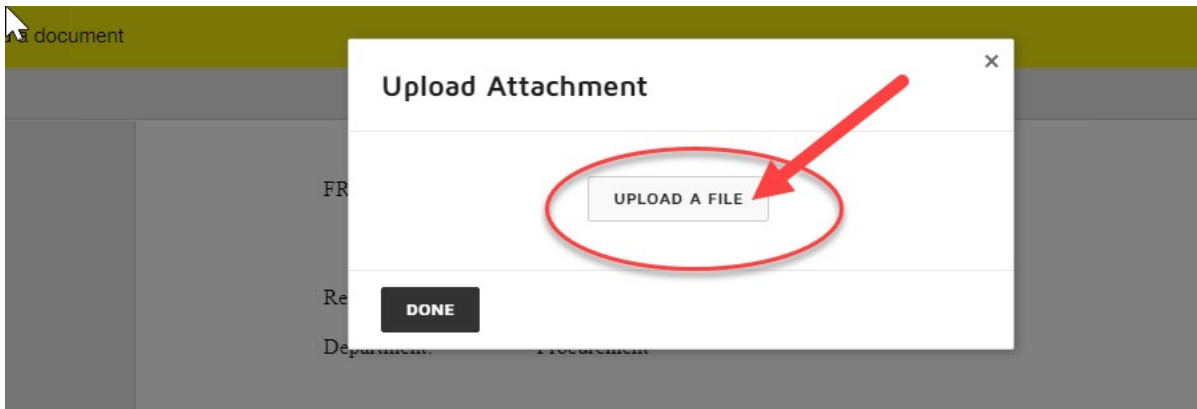 a document
×
Upload Attachment
FR
UPLOAD A FILE
Re
DONE
Department: Procurement